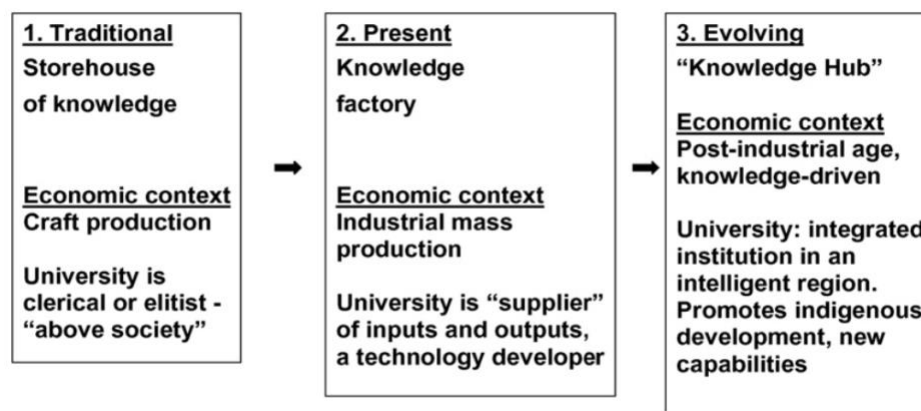 1. Traditional
Storehouse
of knowledge
Economic context
Craft production
University is
clerical or elitist -
“above society”
2. Present
Knowledge
factory
Economic context
Industrial mass
production
University is “supplier”
of inputs and outputs,
a technology developer
3. Evolving
“Knowledge Hub”
Economic context
Post-industrial age,
knowledge-driven
University: integrated
institution in an
intelligent region.
Promotes indigenous
development, new
capabilities